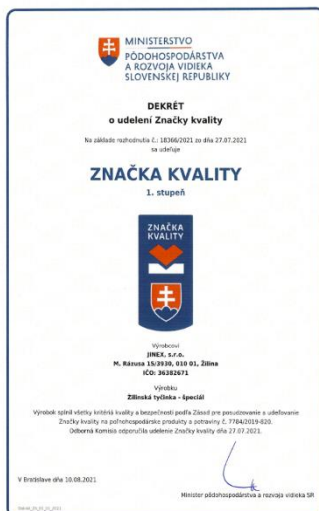 MINISTERSTVO
PÔDOHOSPODÁRSTVA
A ROZVOJA VIDIEKA
SLOVENSKEJ REPUBLIKY
DEKRÉT
o udelení Značky kvality
Na základe rozhodnutia č.: 18366/2021 zo dňa 27.07.2021
sa udeľuje
ZNAČKA KVALITY
1. stupeň
ZNAČKA
KVALITY
Výrobcovi
JINEX, s.r.o.
M. Rázusa 15/3930, 010 01, Žilina
IČO: 36382671
Výrobku
Žilinská tyčinka - špeciál
Výrobok splnil všetky kritériá kvality a bezpečnosti podľa Zásad pre posudzovanie a udeľovanie
Značky kvality na poľnohospodárske produkty a potraviny č. 7784/2019-820.
Odborná Komisia odporučila udelenie Značky kvality dňa 27.07.2021.
V Bratislave dňa 10.08.2021
Minister pôdohospodárstva a rozvoja vidieka SR